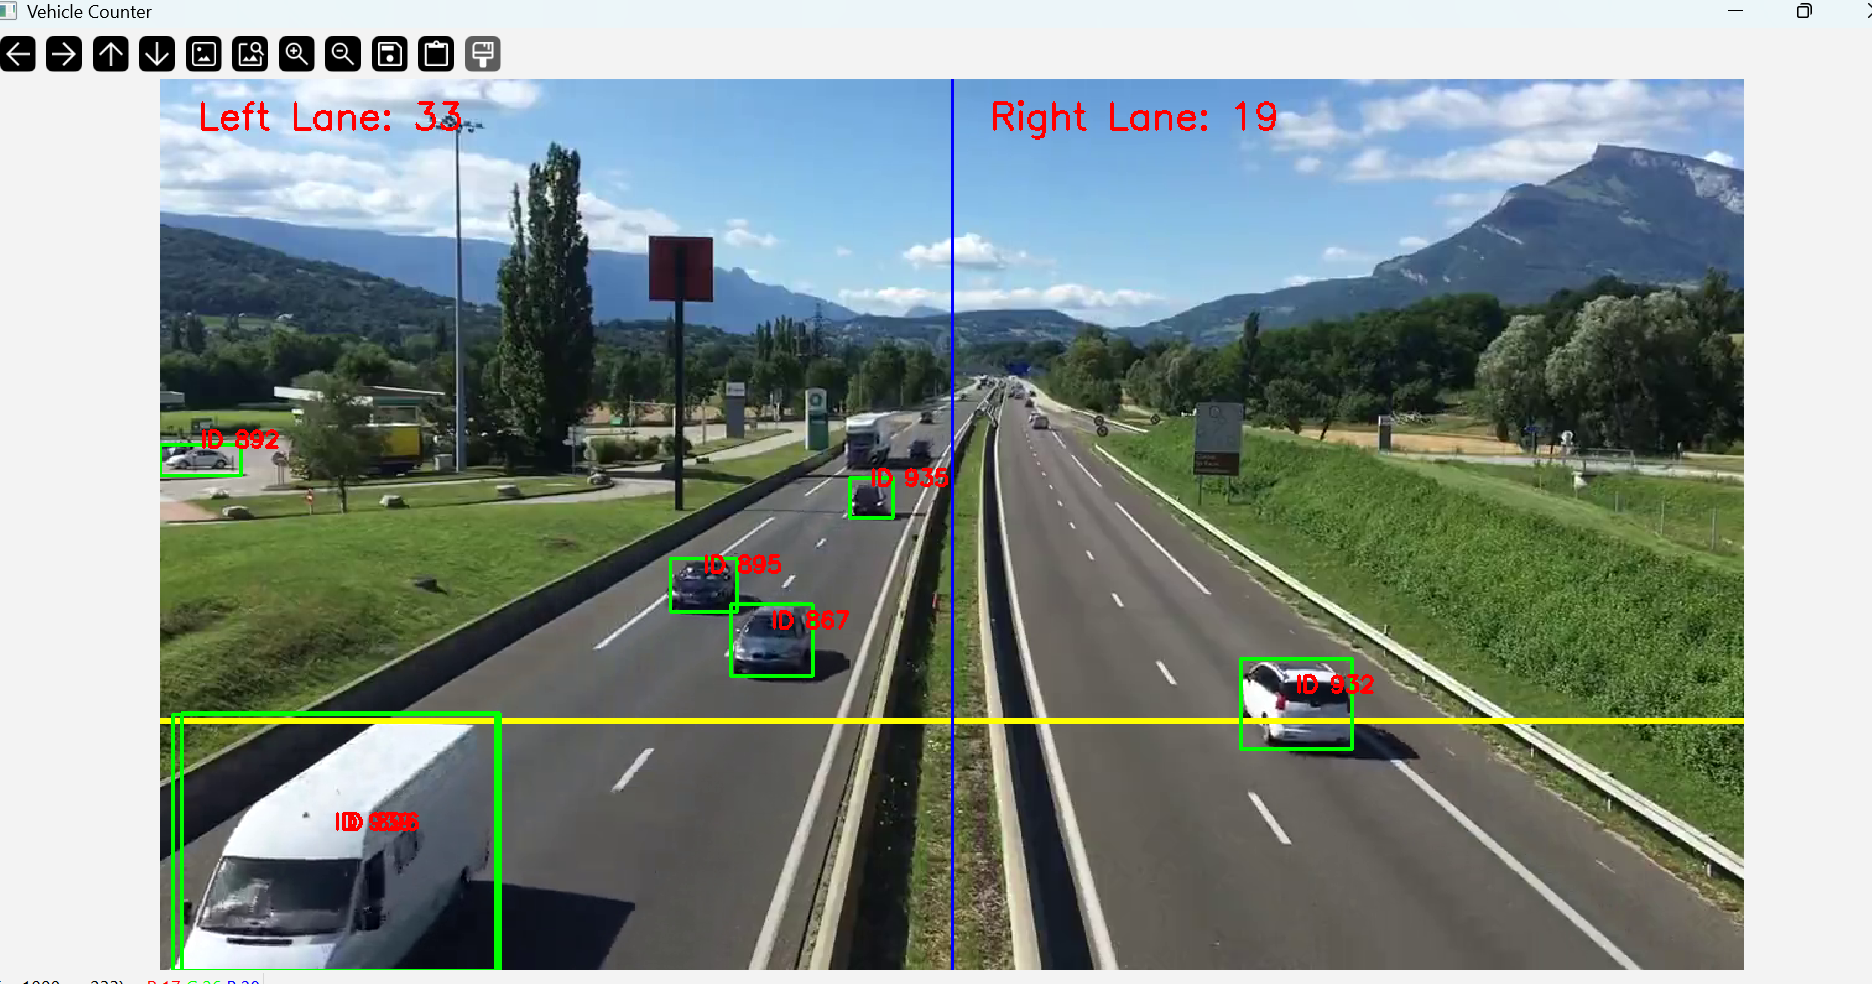 Vehicle Counter
Left Lane: 33
Right Lane: 19
ID 892
ID 935
ID 895
ID 867
ID 932